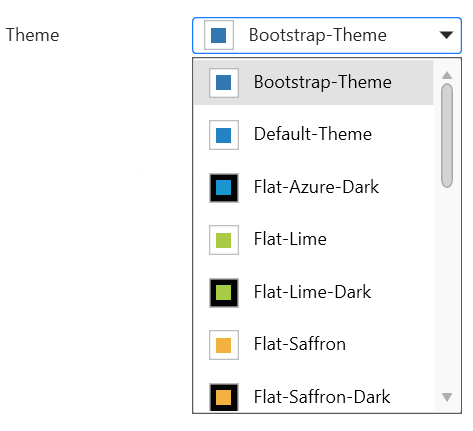 Theme
Bootstrap-Theme
Bootstrap-Theme
Default-Theme
Flat-Azure-Dark
Flat-Lime
Flat-Lime-Dark
Flat-Saffron
Flat-Saffron-Dark